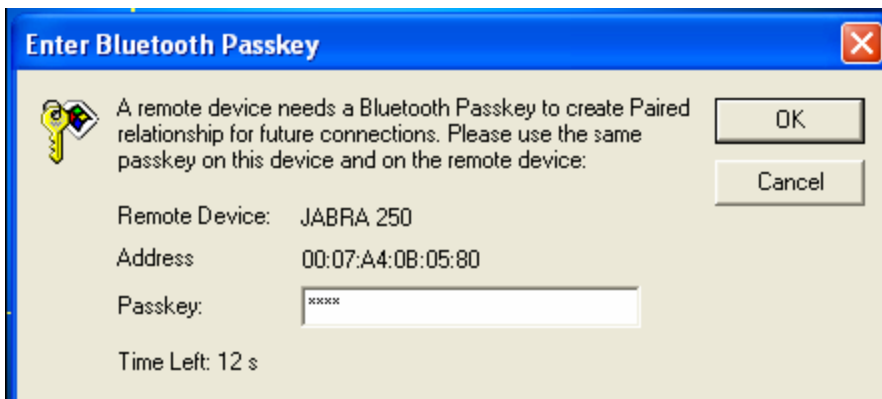 Enter Bluetooth Passkey
A remote device needs a Bluetooth Passkey to create Paired
relationship for future connections. Please use the same
passkey on this device and on the remote device:
OK
Cancel
Remote Device: JABRA 250
Address 00:07:A4:0B:05:80
Passkey: ××××
Time Left: 12 s